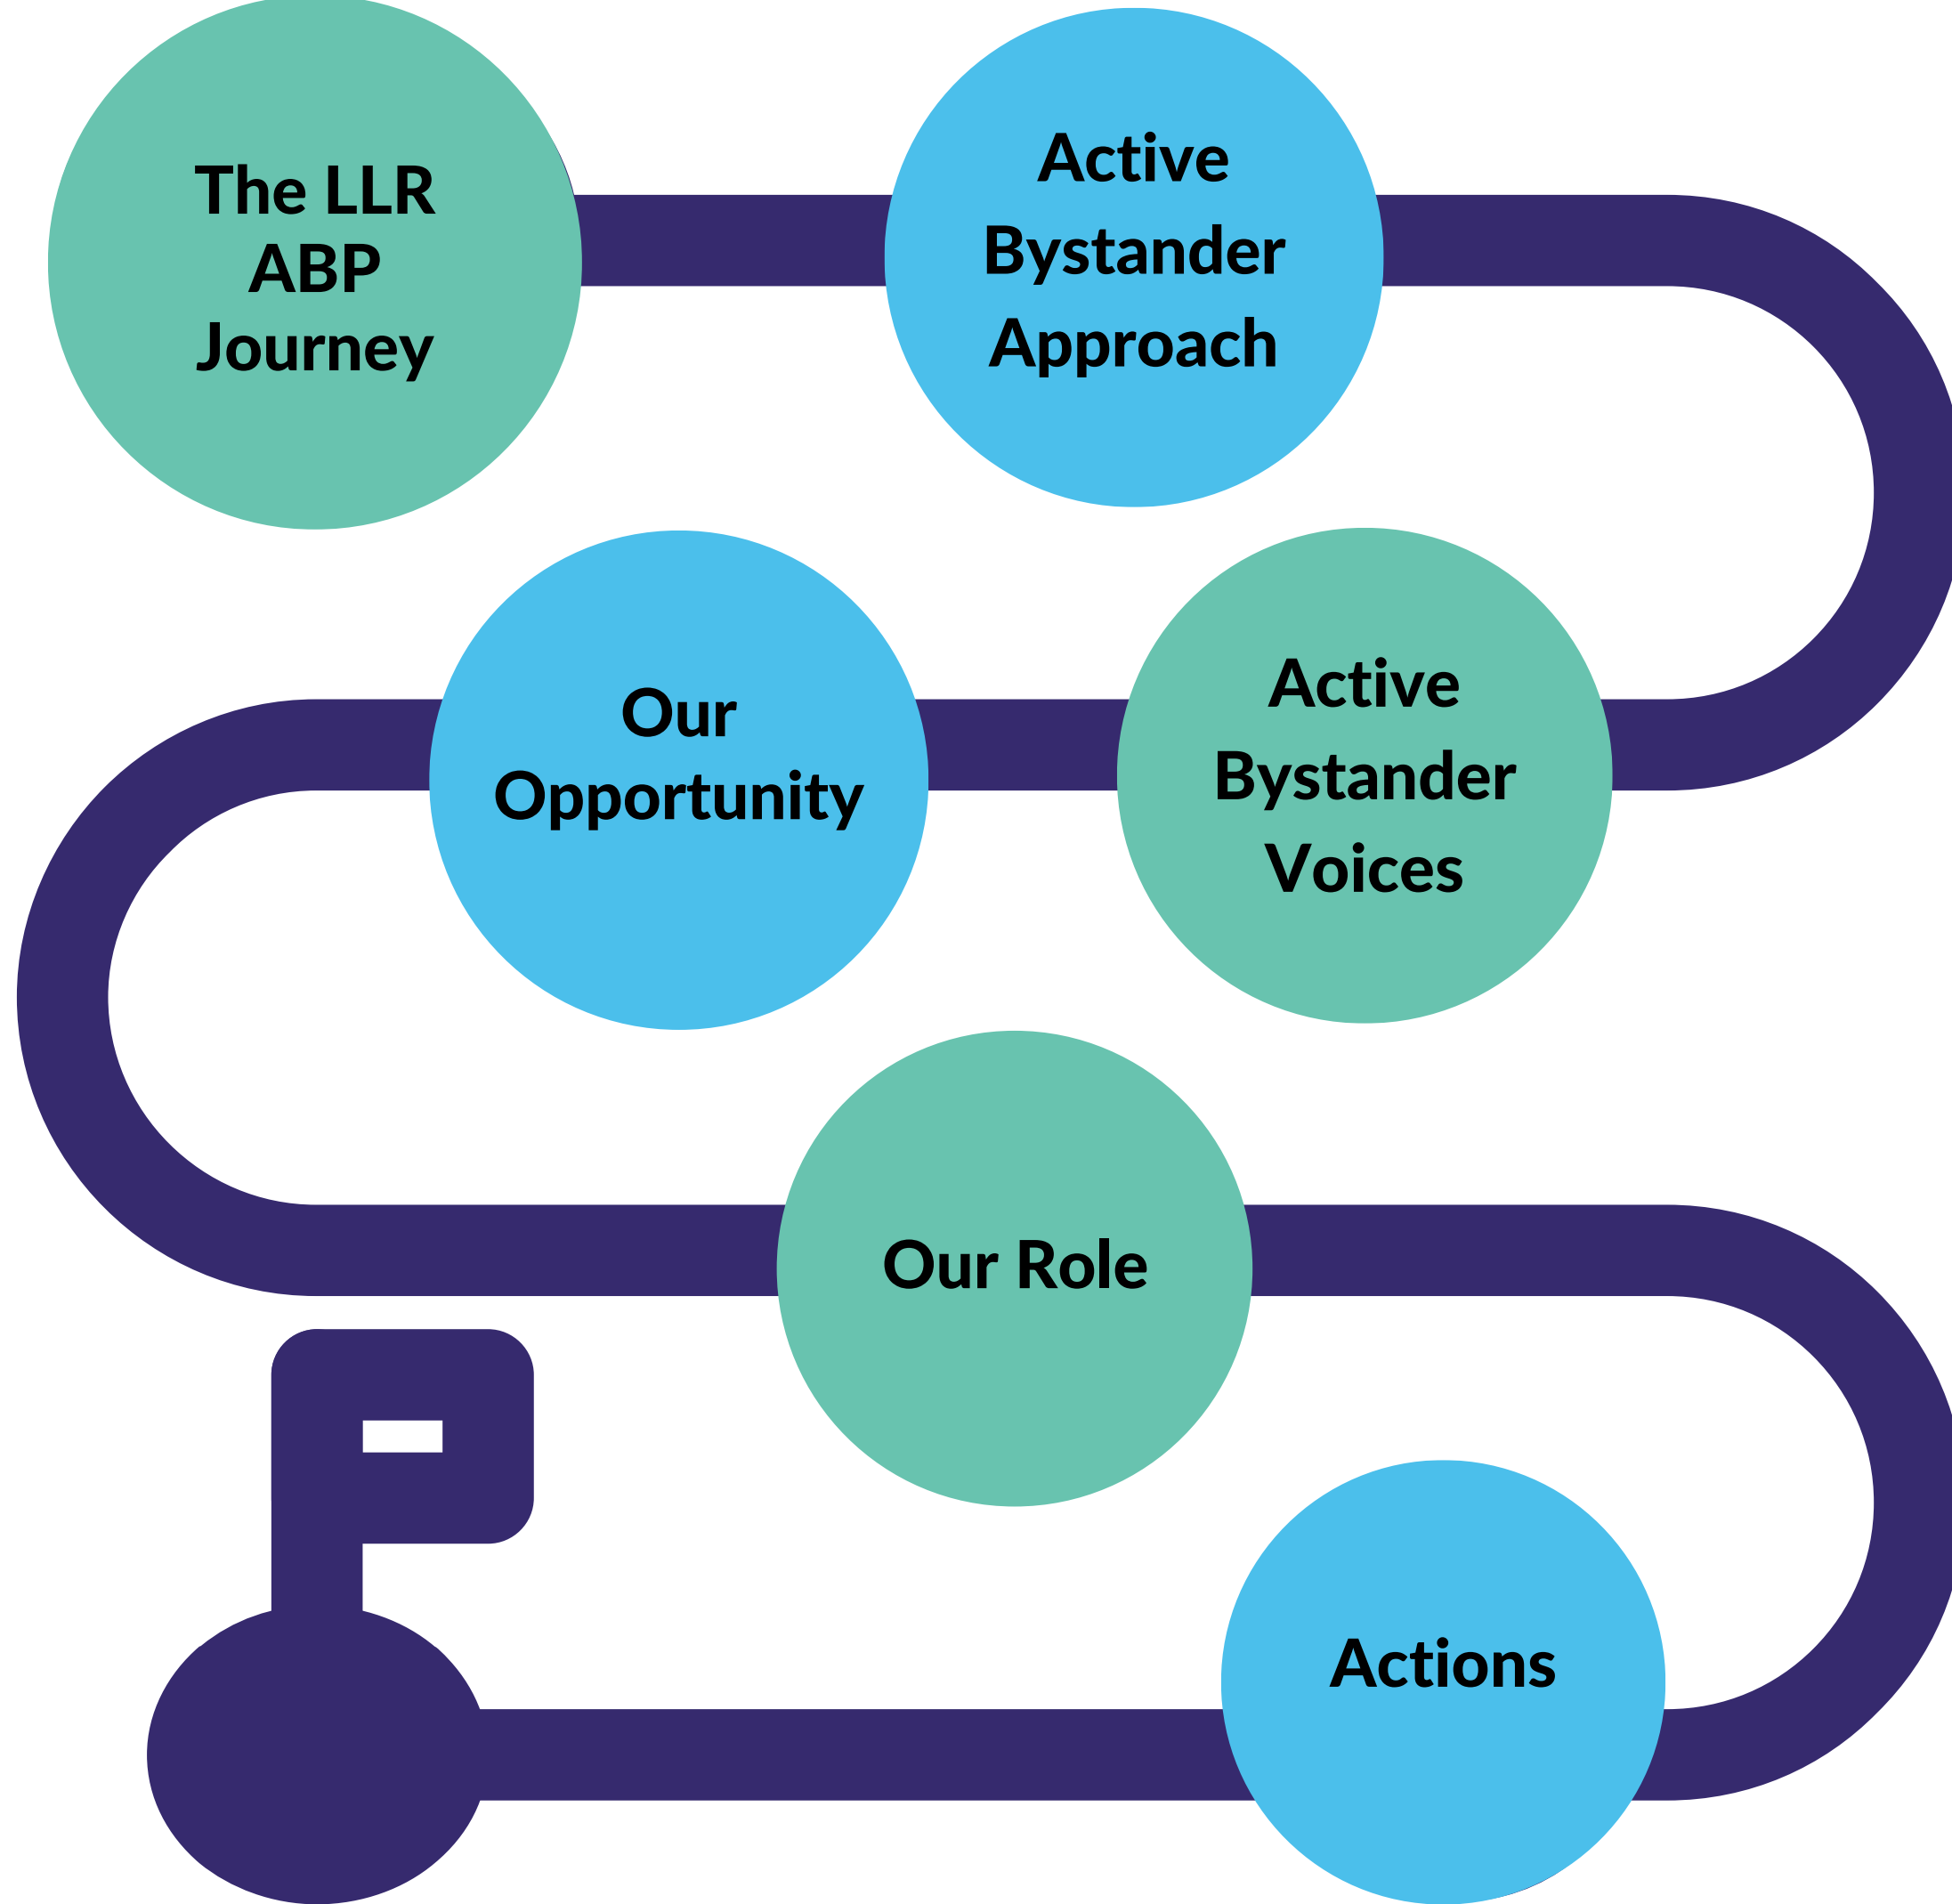 The LLR
ABP
Journey
Active
Bystander
Approach
Active
Bystander
Voices
Our
Opportunity
Our Role
Actions